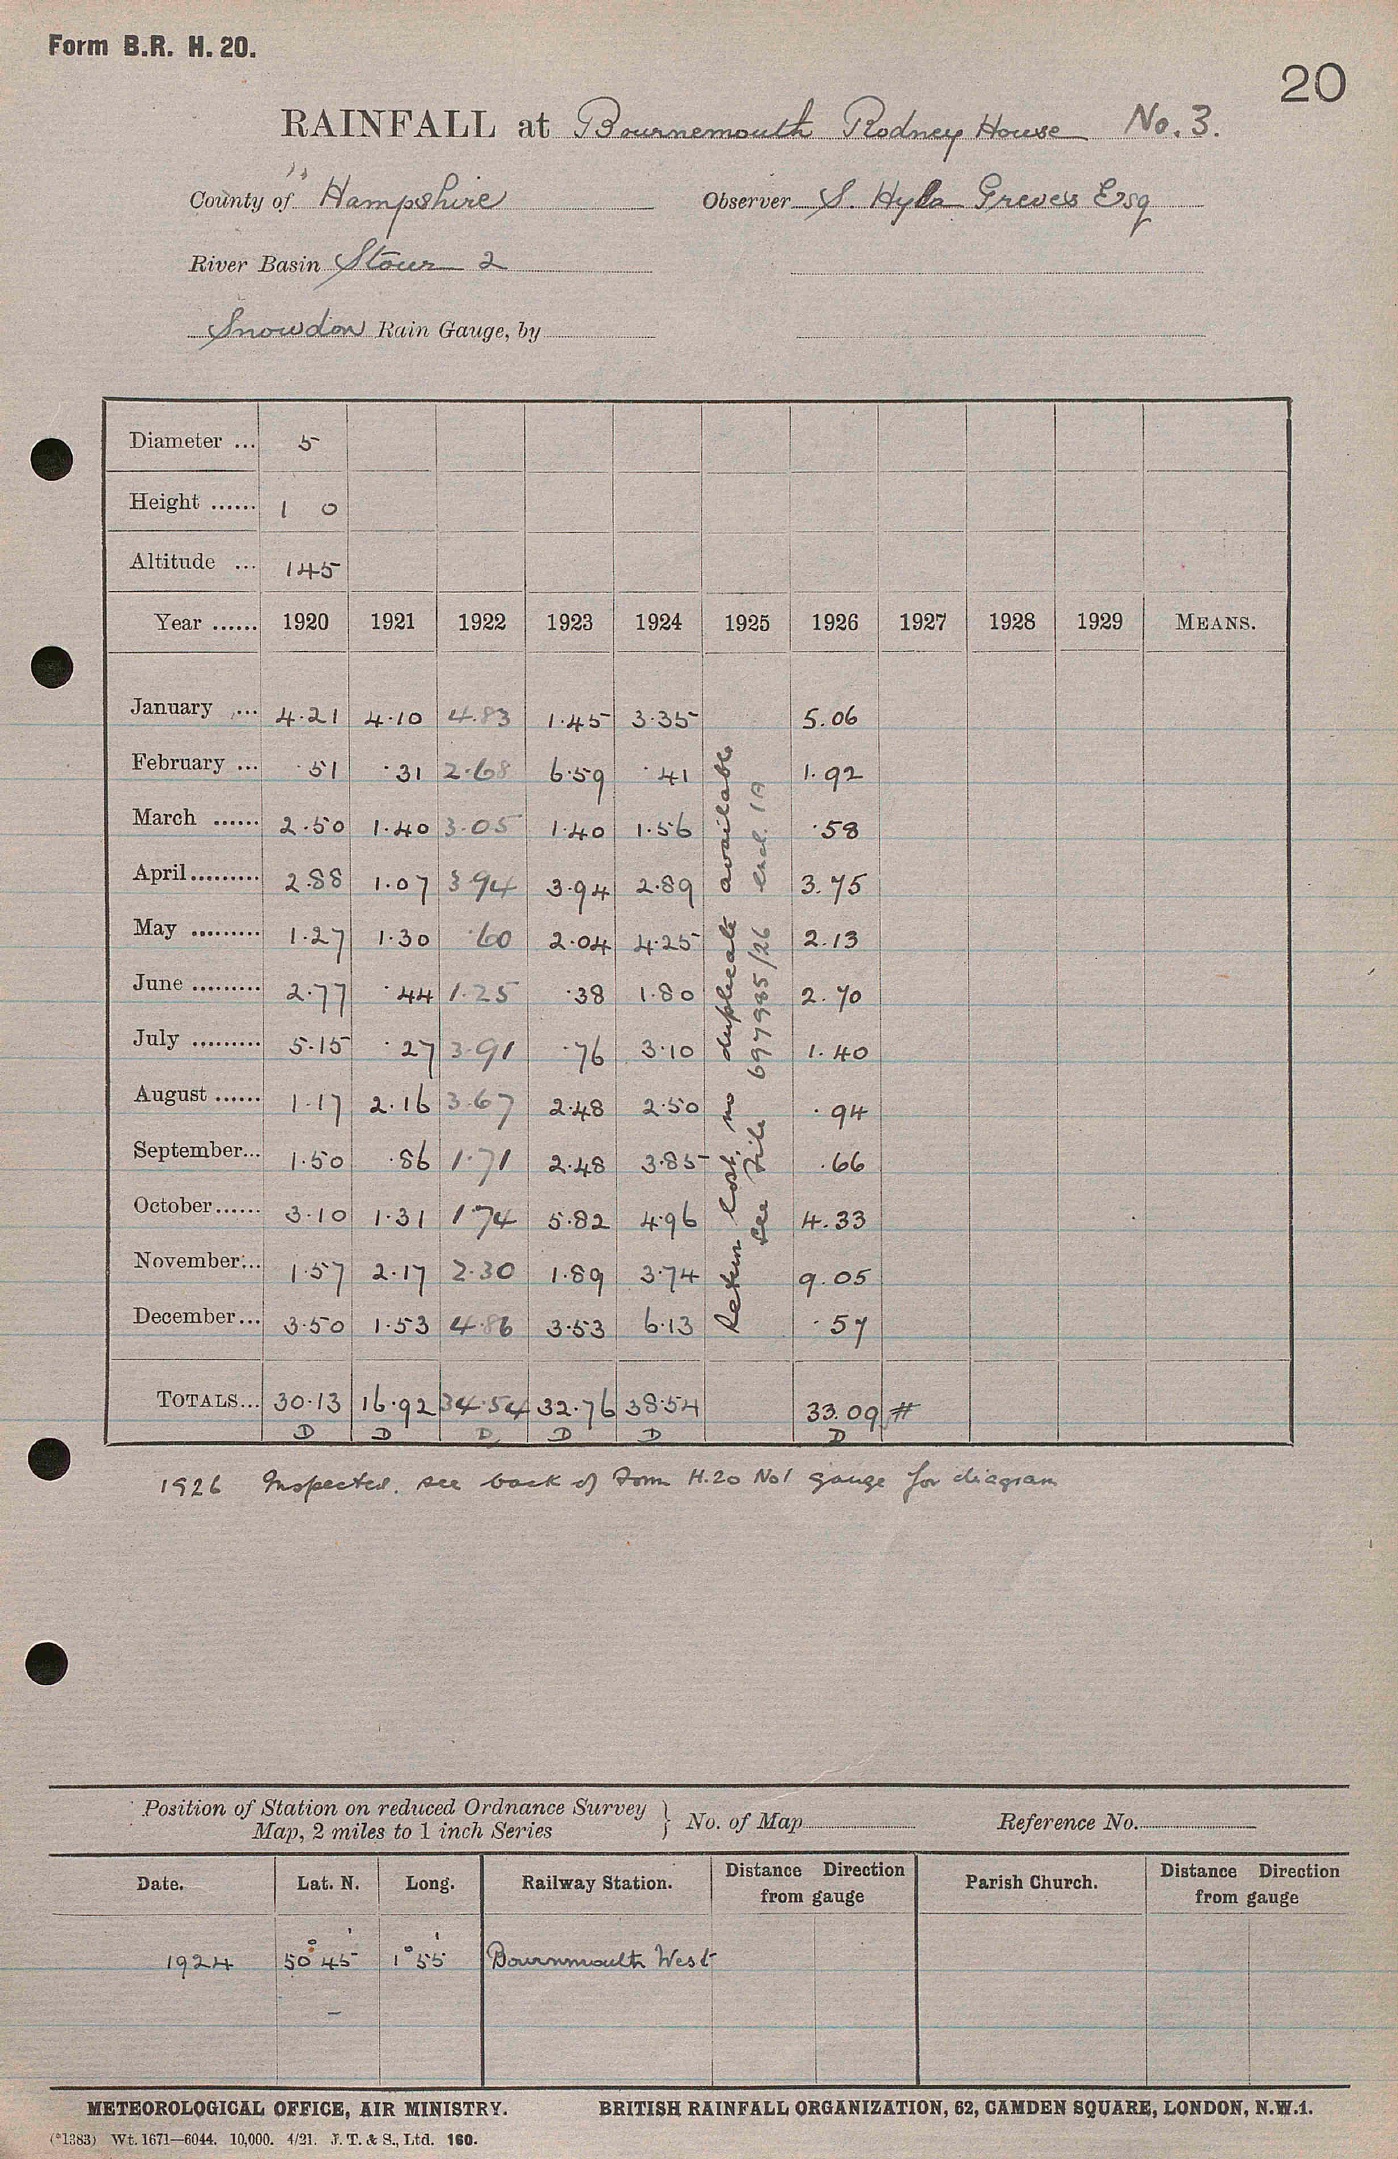 Form B.R. H. 20.
20
RAINFALL at Bournemouth Rodney House No. 3.
County of Hampshire Observer S. Hyla Greves Esq
River Basin Stour 2
Snowdon Rain Gauge, by
Diameter ... 5
Height ...... 1 0
Altitude ... 145
Year ...... 1920 1921 1922 1923 1924 1925 1926 1927 1928 1929 MEANS.
January ... 4.21 4.10 4.83 1.45 3.35 5.06
February ... .51 .31 2.68 6.59 .41 1.92
March ...... 2.50 1.40 3.05 1.40 1.56 .58
April......... 2.88 1.07 3.94 3.94 2.89 3.75
May ......... 1.27 1.30 .60 2.04 4.25 2.13
June ......... 2.77 .44 1.25 .38 1.80 2.70
July ......... 5.15 .27 3.91 .76 3.10 1.40
August ...... 1.17 2.16 3.67 2.48 2.50 .94
September... 1.50 .86 1.71 2.48 3.85 .66
October...... 3.10 1.31 1.74 5.82 4.96 4.33
November... 1.57 2.17 2.30 1.89 3.74 9.05
December... 3.50 1.53 4.86 3.53 6.13 .57
Return lost. no duplicate available
see File 697985/26 encl. 1A
TOTALS... 30.13 16.92 34.54 32.76 38.54 33.09 #
D D D D D D
1926 Inspected. see back of Form H.20 No1 gauge for diagram
Position of Station on reduced Ordnance Survey
Map, 2 miles to 1 inch Series } No. of Map Reference No.
Date. Lat. N. Long. Railway Station. Distance Direction from gauge Parish Church. Distance Direction from gauge
1924 50° 45' 1° 55' Bournmouth West
METEOROLOGICAL OFFICE, AIR MINISTRY. BRITISH RAINFALL ORGANIZATION, 62, CAMDEN SQUARE, LONDON, N.W.1.
(*1383) Wt. 1671—6044. 10,000. 4/21. J. T. & S., Ltd. 160.